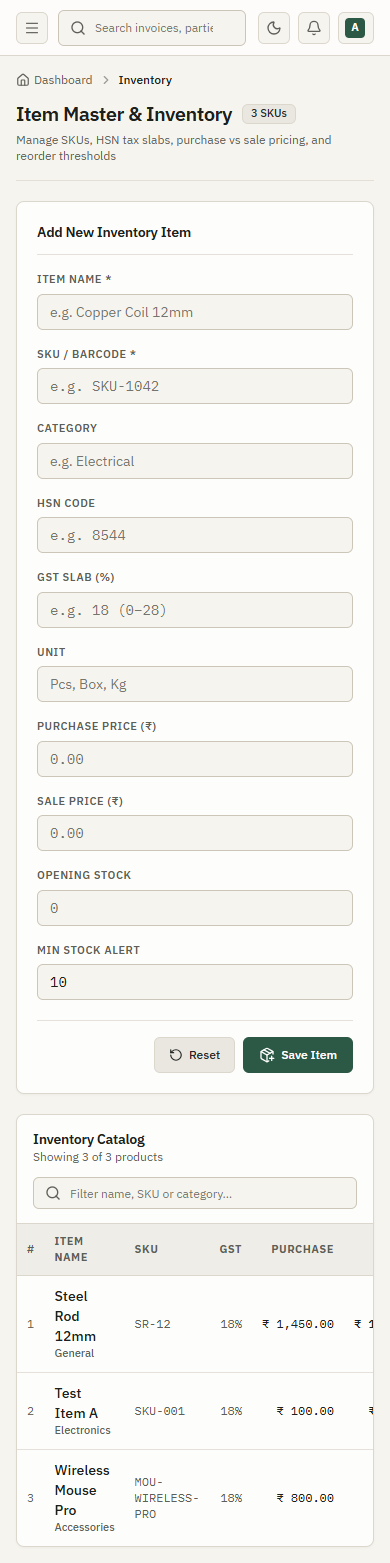 Search invoices, partie
A
Dashboard > Inventory
Item Master & Inventory 3 SKUs
Manage SKUs, HSN tax slabs, purchase vs sale pricing, and
reorder thresholds
Add New Inventory Item
ITEM NAME *
e.g. Copper Coil 12mm
SKU / BARCODE *
e.g. SKU-1042
CATEGORY
e.g. Electrical
HSN CODE
e.g. 8544
GST SLAB (%)
e.g. 18 (0–28)
UNIT
Pcs, Box, Kg
PURCHASE PRICE (₹)
0.00
SALE PRICE (₹)
0.00
OPENING STOCK
0
MIN STOCK ALERT
10
Reset Save Item
Inventory Catalog
Showing 3 of 3 products
Filter name, SKU or category...
# ITEM NAME SKU GST PURCHASE
1 Steel Rod 12mm General SR-12 18% ₹ 1,450.00 ₹ 1
2 Test Item A Electronics SKU-001 18% ₹ 100.00 ₹
3 Wireless Mouse Pro Accessories MOU-WIRELESS-PRO 18% ₹ 800.00